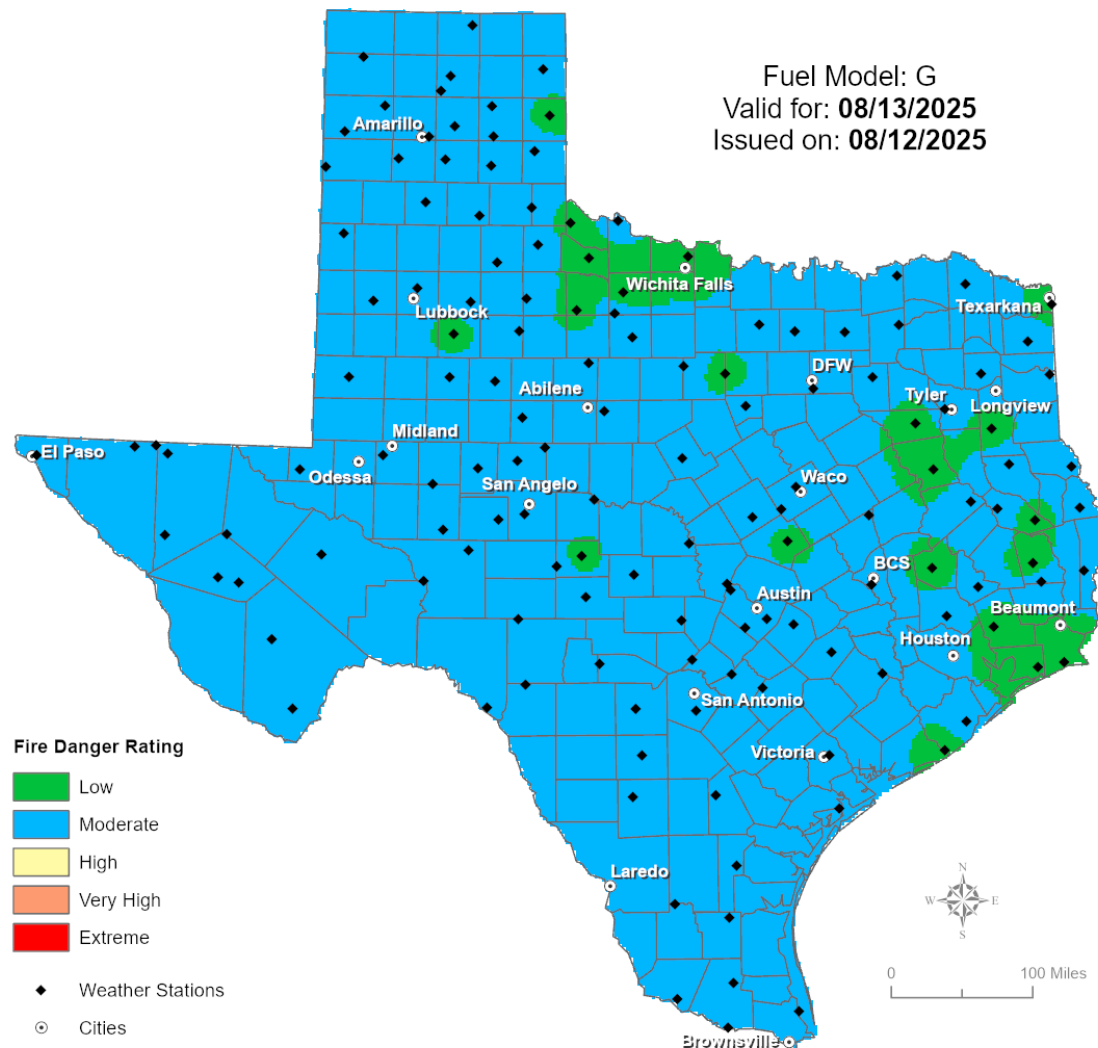 Fuel Model: G
Valid for: 08/13/2025
Issued on: 08/12/2025
Amarillo
Wichita Falls
Lubbock
Texarkana
DFW
Abilene
Tyler
Longview
Midland
El Paso
Odessa
San Angelo
Waco
BCS
Austin
Beaumont
Houston
San Antonio
Victoria
Laredo
Brownsville
Fire Danger Rating
Low
Moderate
High
Very High
Extreme
Weather Stations
Cities
N
W E
S
0 100 Miles